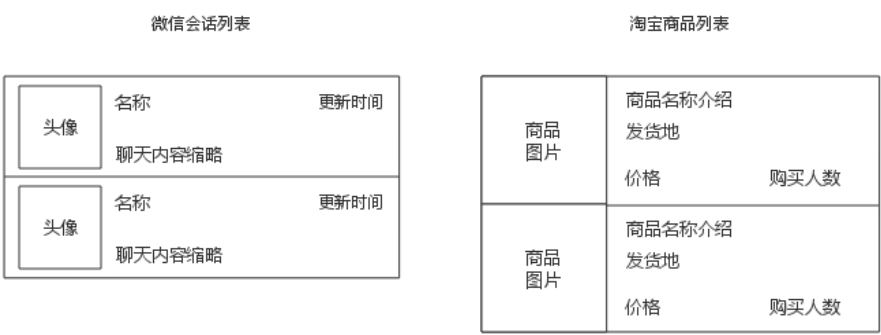 微信会话列表
头像
名称
更新时间
聊天内容缩略
头像
名称
更新时间
聊天内容缩略
淘宝商品列表
商品
图片
商品名称介绍
发货地
价格
购买人数
商品
图片
商品名称介绍
发货地
价格
购买人数